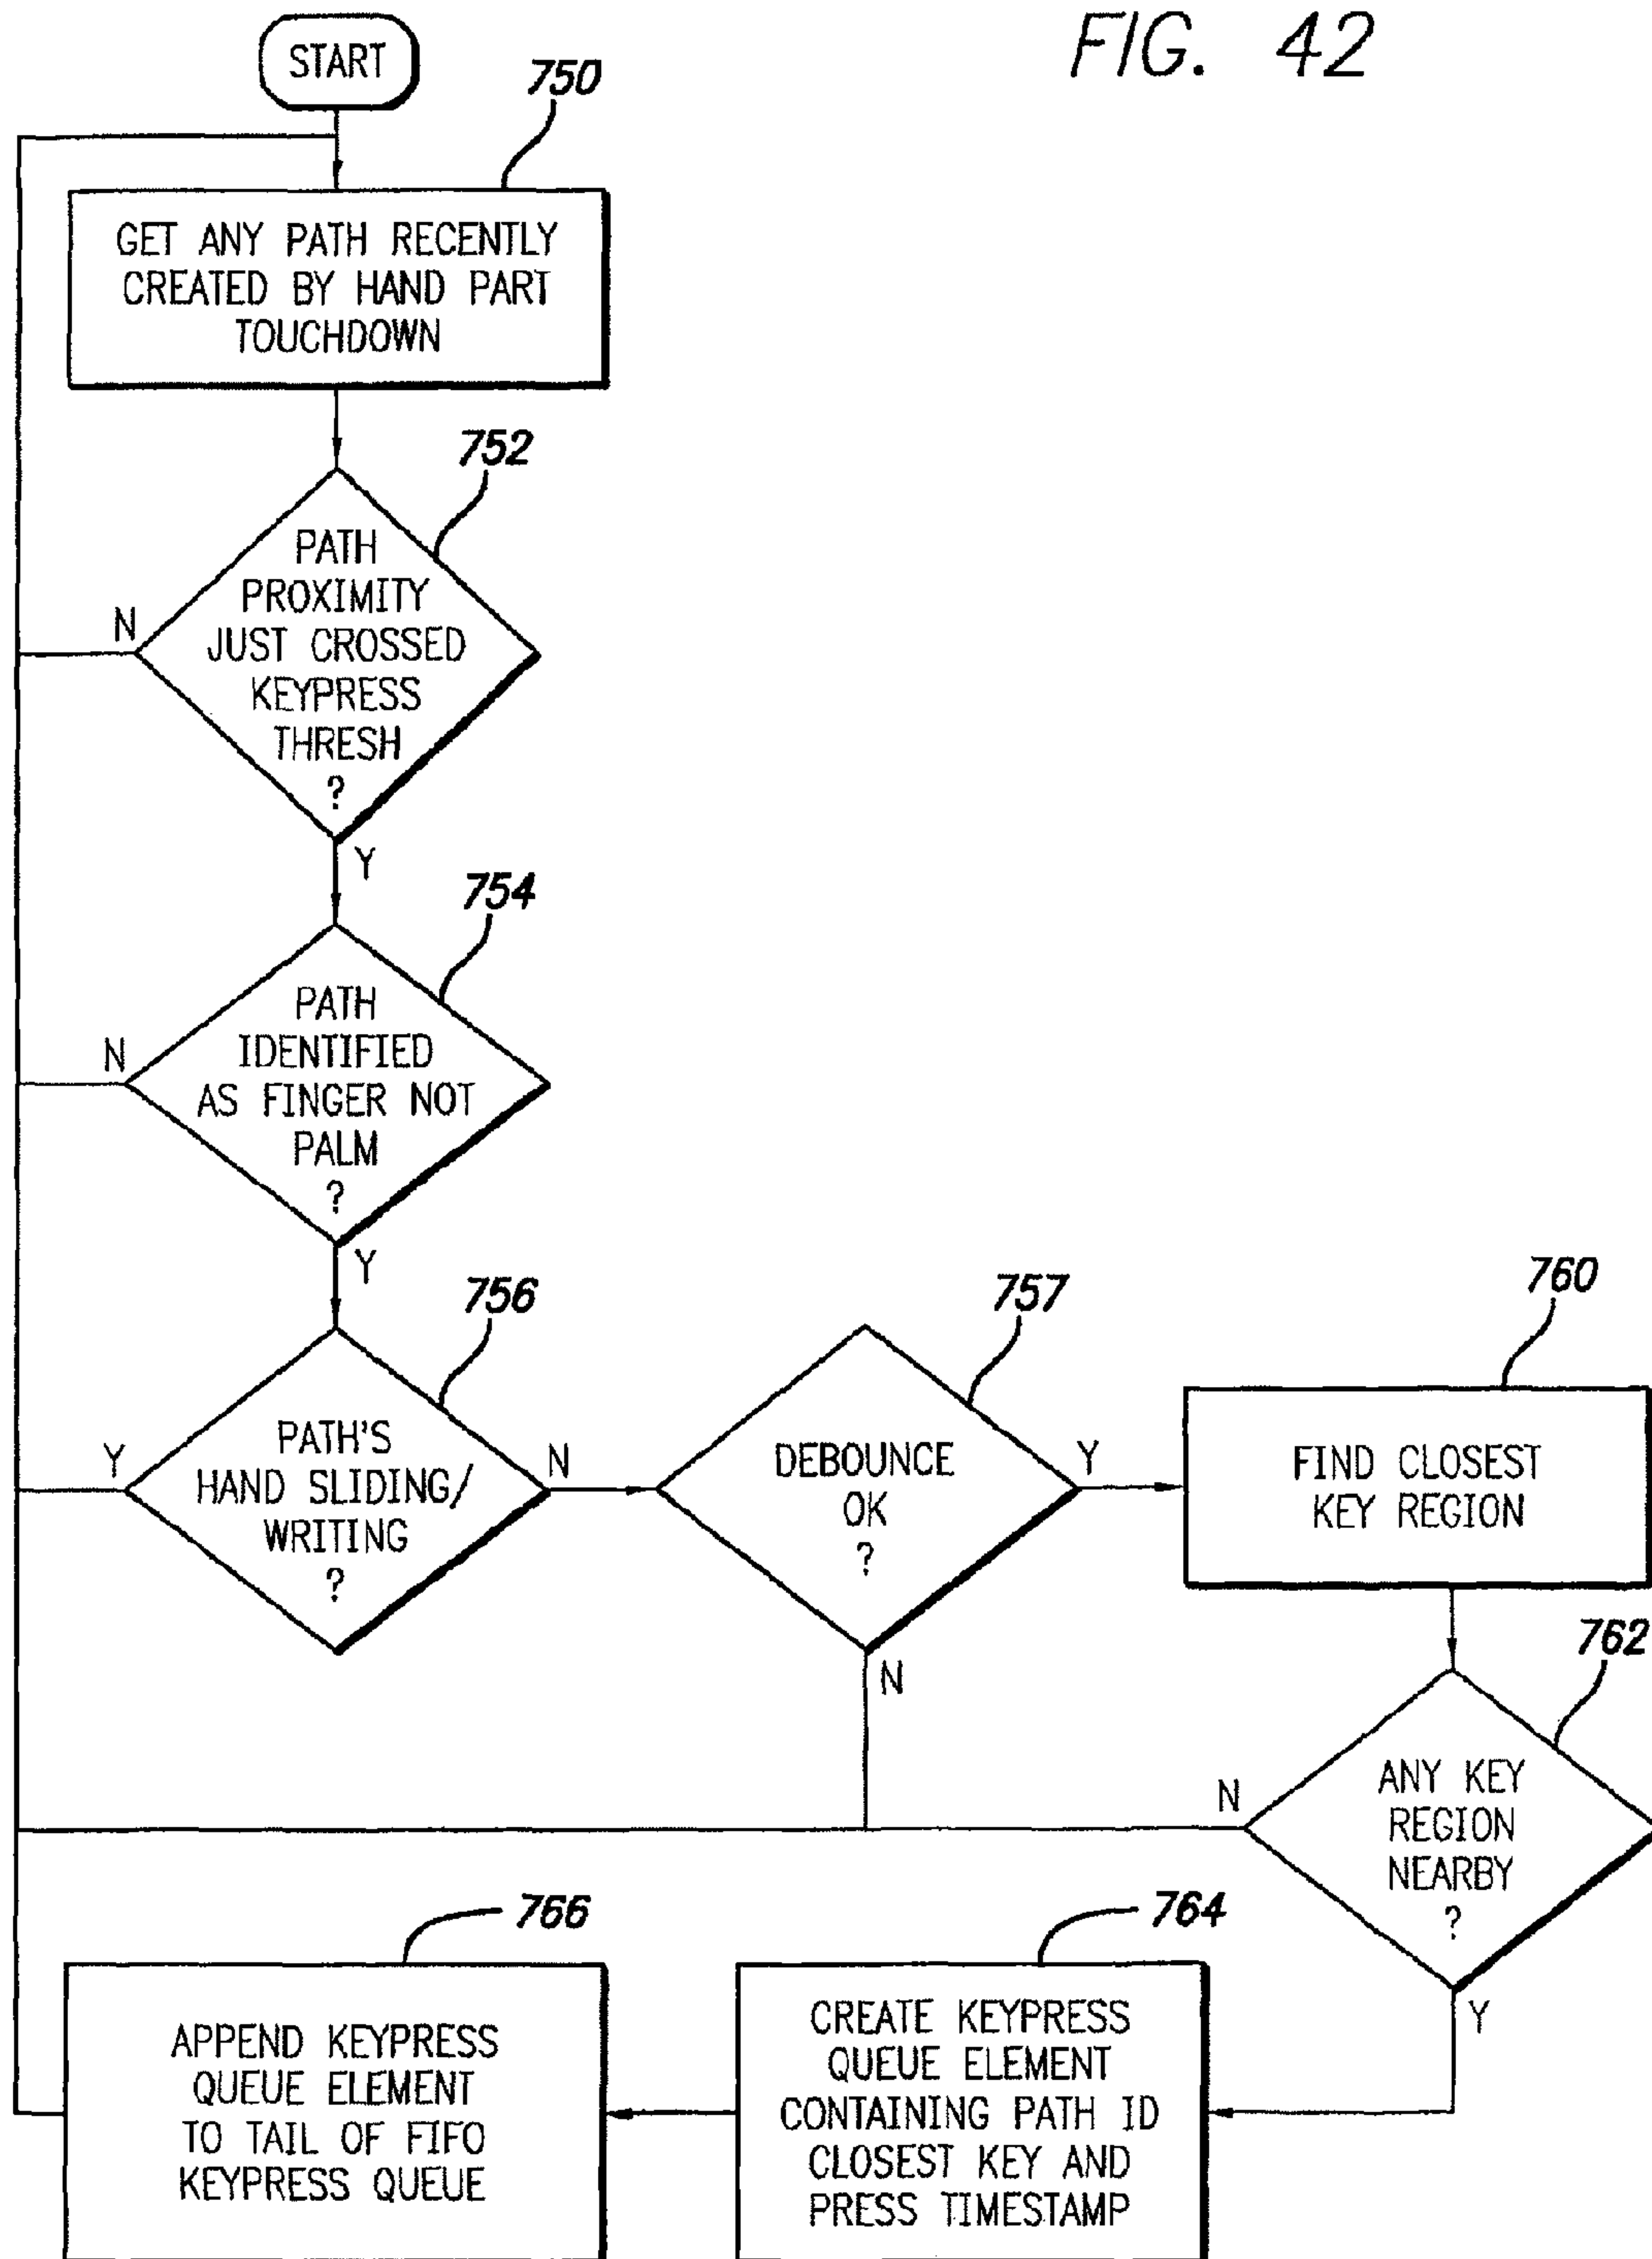 FIG. 42
START
750
GET ANY PATH RECENTLY
CREATED BY HAND PART
TOUCHDOWN
752
PATH
PROXIMITY
JUST CROSSED
KEYPRESS
THRESH
?
N
Y
754
PATH
IDENTIFIED
AS FINGER NOT
PALM
?
N
Y
756
PATH'S
HAND SLIDING/
WRITING
?
Y
N
757
DEBOUNCE
OK
?
Y
N
760
FIND CLOSEST
KEY REGION
762
ANY KEY
REGION
NEARBY
?
N
Y
764
CREATE KEYPRESS
QUEUE ELEMENT
CONTAINING PATH ID
CLOSEST KEY AND
PRESS TIMESTAMP
766
APPEND KEYPRESS
QUEUE ELEMENT
TO TAIL OF FIFO
KEYPRESS QUEUE